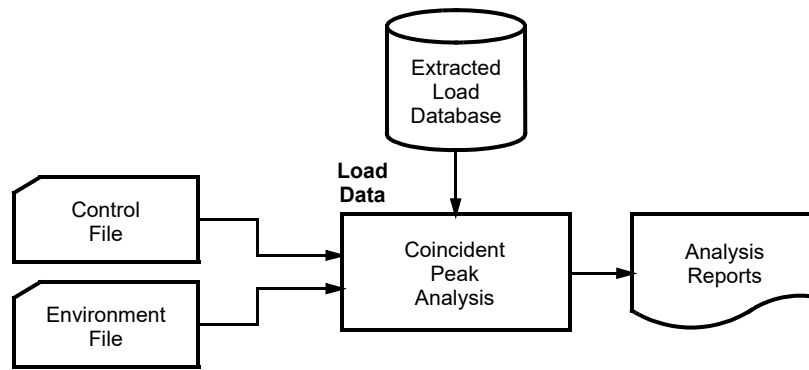 Extracted
Load
Database
Load
Data
Control
File
Coincident
Peak
Analysis
Analysis
Reports
Environment
File